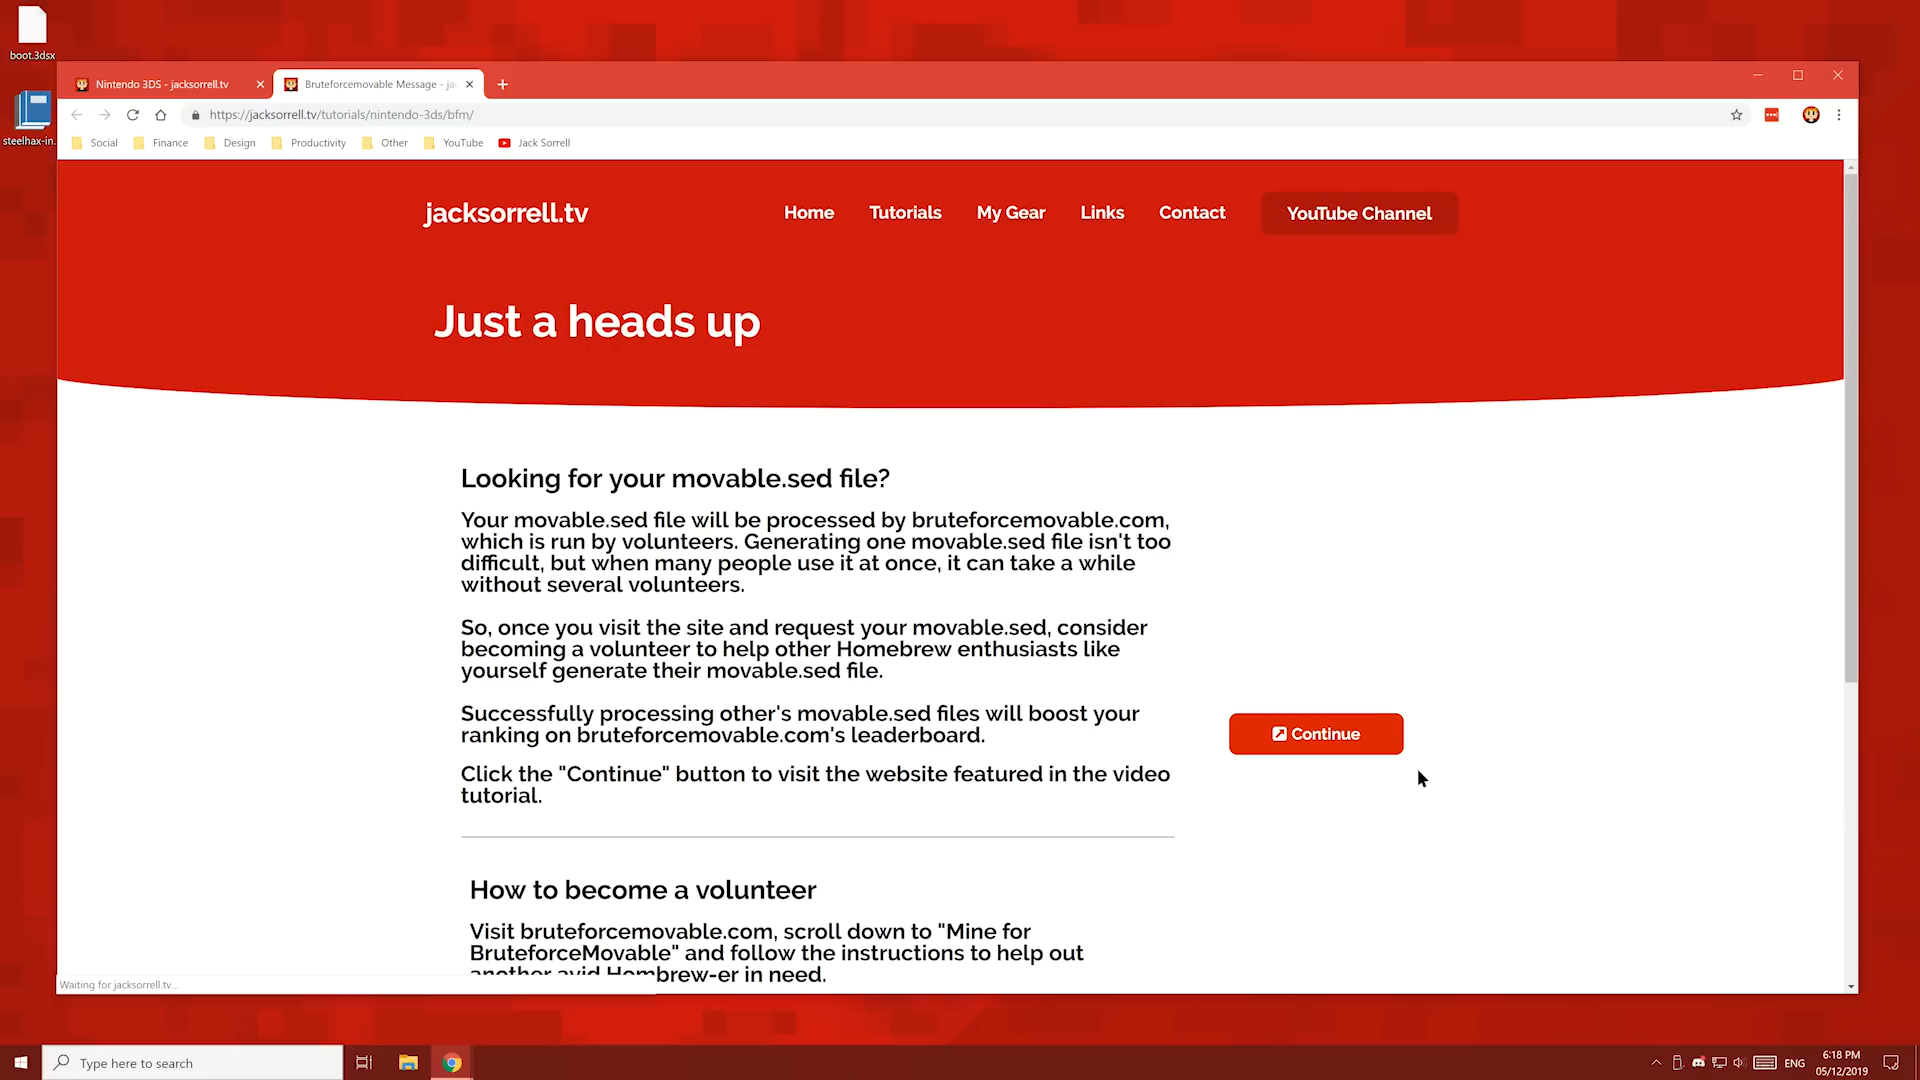 boot.3dsx
steelhax-in.
Nintendo 3DS - jacksorrell.tv
Bruteforcemovable Message - ja
https://jacksorrell.tv/tutorials/nintendo-3ds/bfm/
Social Finance Design Productivity Other YouTube Jack Sorrell
jacksorrell.tv
Home Tutorials My Gear Links Contact YouTube Channel
Just a heads up
Looking for your movable.sed file?
Your movable.sed file will be processed by bruteforcemovable.com,
which is run by volunteers. Generating one movable.sed file isn't too
difficult, but when many people use it at once, it can take a while
without several volunteers.
So, once you visit the site and request your movable.sed, consider
becoming a volunteer to help other Homebrew enthusiasts like
yourself generate their movable.sed file.
Successfully processing other's movable.sed files will boost your
ranking on bruteforcemovable.com's leaderboard.
Continue
Click the "Continue" button to visit the website featured in the video
tutorial.
How to become a volunteer
Visit bruteforcemovable.com, scroll down to "Mine for
BruteforceMovable" and follow the instructions to help out
another avid Hombrew-er in need.
Waiting for jacksorrell.tv...
Type here to search
ENG
6:18 PM
05/12/2019